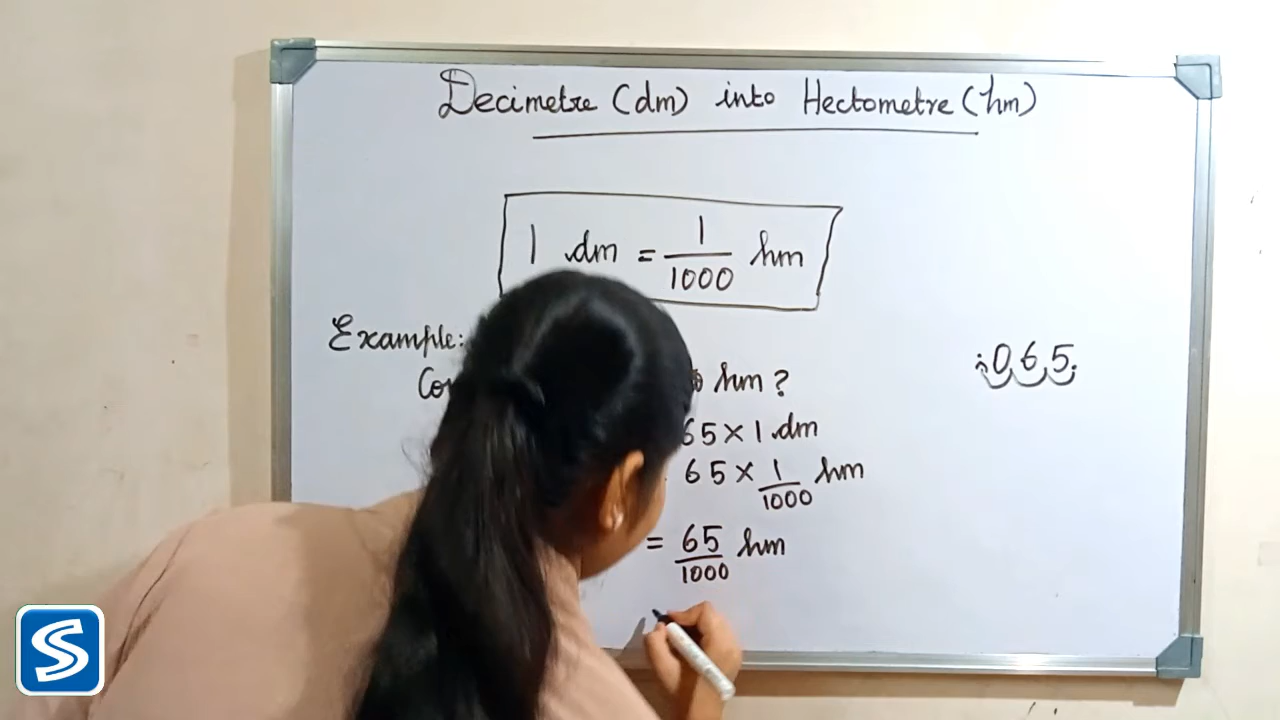 Decimetre (dm) into Hectometre (hm)
1 dm = 1/1000 hm
Example:
hm?
65 × 1 dm
65 × 1/1000 hm
= 65/1000 hm
.065.
S